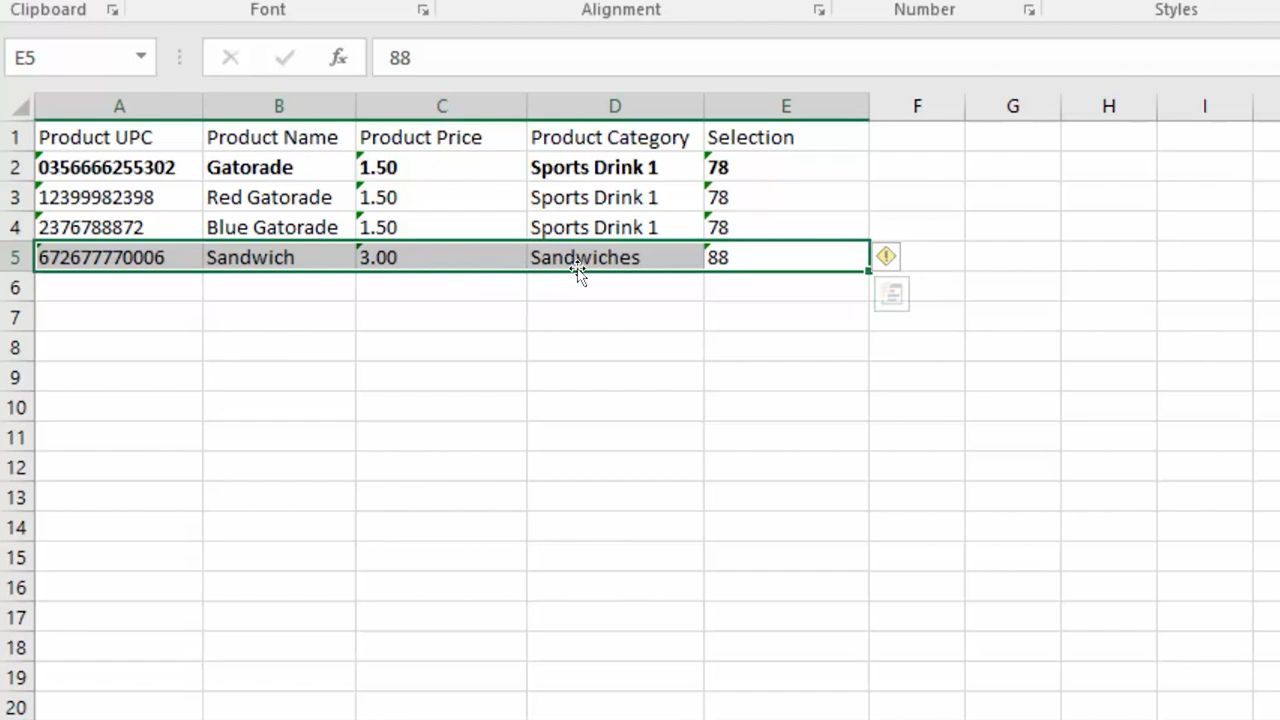 Clipboard Font Alignment Number Styles
E5 fx 88
A B C D E F G H I
1 Product UPC Product Name Product Price Product Category Selection
2 0356666255302 Gatorade 1.50 Sports Drink 1 78
3 12399982398 Red Gatorade 1.50 Sports Drink 1 78
4 2376788872 Blue Gatorade 1.50 Sports Drink 1 78
5 672677770006 Sandwich 3.00 Sandwiches 88
6
7
8
9
10
11
12
13
14
15
16
17
18
19
20